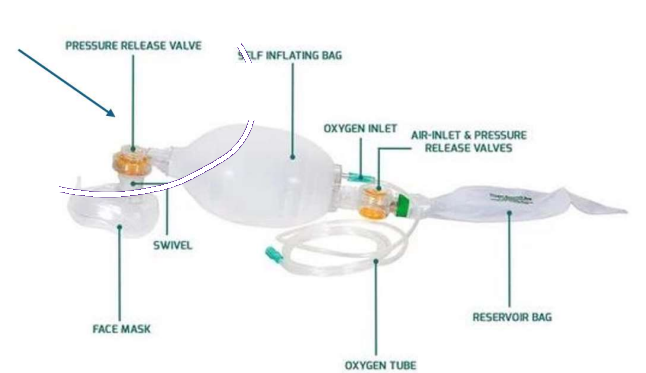 PRESSURE RELEASE VALVE
SELF INFLATING BAG
OXYGEN INLET
AIR-INLET & PRESSURE
RELEASE VALVES
SWIVEL
FACE MASK
RESERVOIR BAG
OXYGEN TUBE